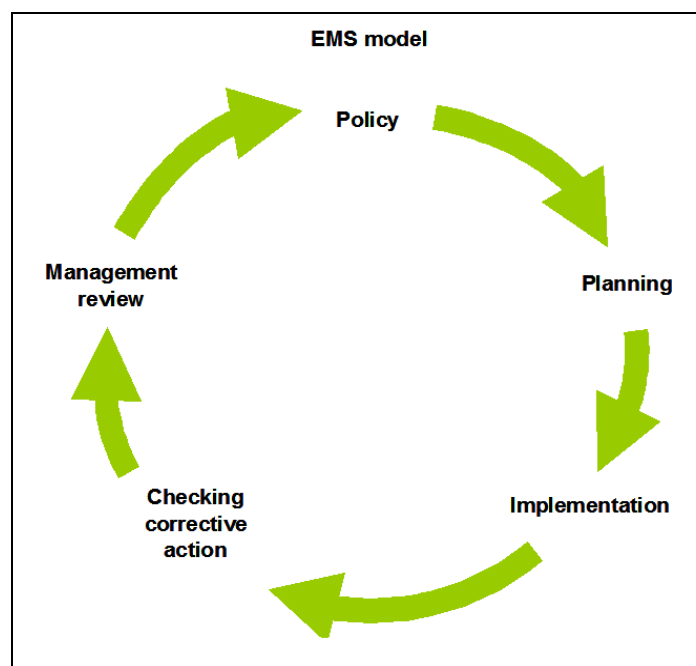 EMS model
Policy
Planning
Implementation
Checking
corrective
action
Management
review